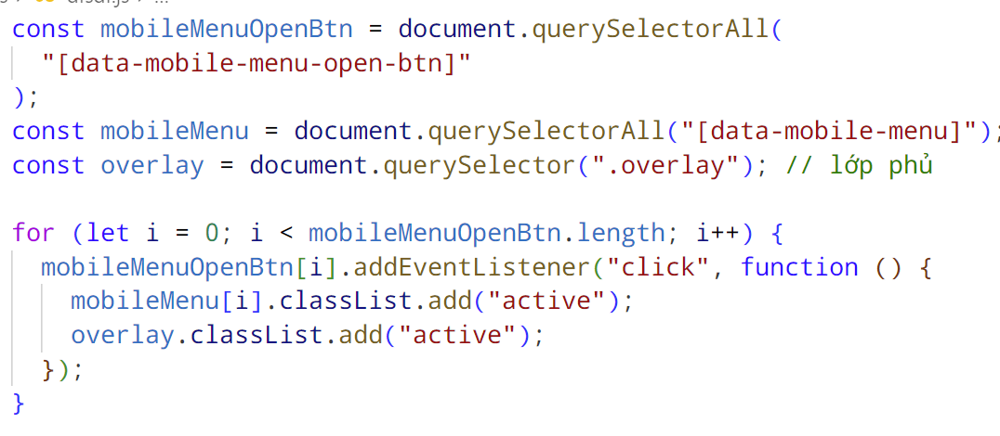 const mobileMenuOpenBtn = document.querySelectorAll(
"[data-mobile-menu-open-btn]"
);
const mobileMenu = document.querySelectorAll("[data-mobile-menu]");
const overlay = document.querySelector(".overlay"); // lớp phủ
for (let i = 0; i < mobileMenuOpenBtn.length; i++) {
mobileMenuOpenBtn[i].addEventListener("click", function () {
mobileMenu[i].classList.add("active");
overlay.classList.add("active");
});
}